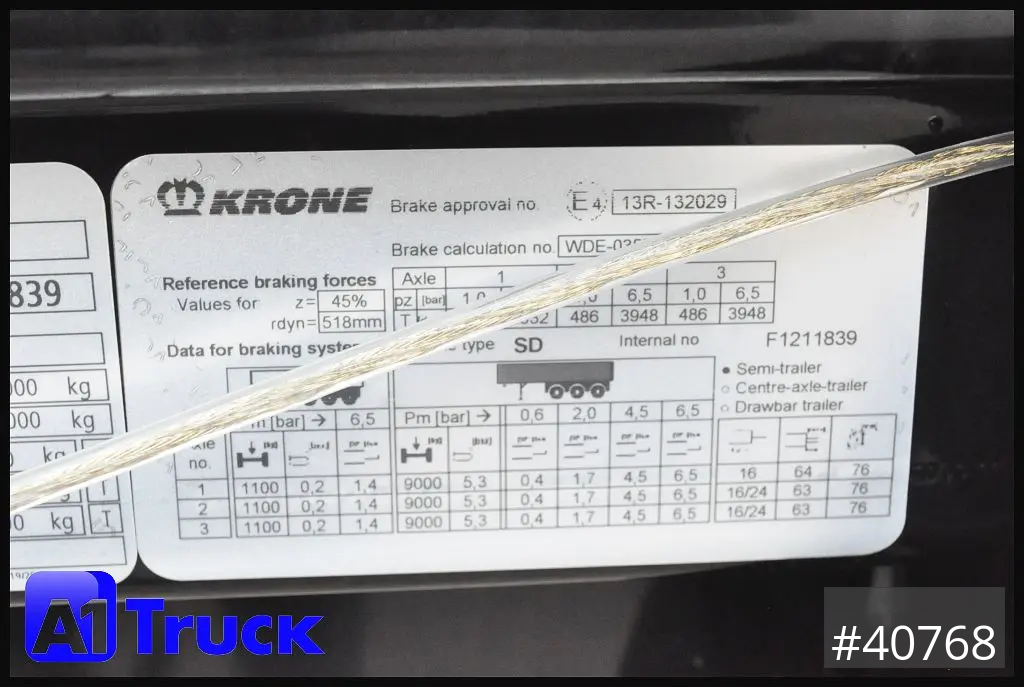 KRONE
Brake approval no. E4 13R-132029
Brake calculation no. WDE-03
Reference braking forces
Values for z= 45%
rdyn= 518mm
Axle 1 3
pz [bar] 1,0 6,5 1,0 6,5
T 486 3948 486 3948
Data for braking type SD Internal no F1211839
Semi-trailer
Centre-axle-trailer
Drawbar trailer
[bar] → 6,5 Pm [bar] → 0,6 2,0 4,5 6,5
no.
1 1100 0,2 1,4 9000 5,3 0,4 1,7 4,5 6,5 16 64 76
2 1100 0,2 1,4 9000 5,3 0,4 1,7 4,5 6,5 16/24 63 76
3 1100 0,2 1,4 9000 5,3 0,4 1,7 4,5 6,5 16/24 63 76
839
000 kg
000 kg
kg
0 kg
A1 Truck
#40768